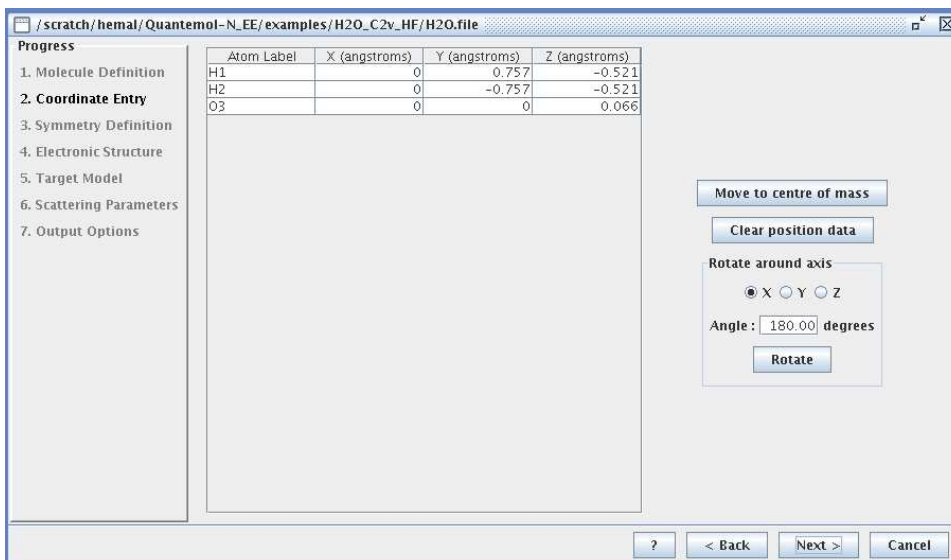 /scratch/hemal/Quantemol-N_EE/examples/H2O_C2v_HF/H2O.file
Progress
1. Molecule Definition
2. Coordinate Entry
3. Symmetry Definition
4. Electronic Structure
5. Target Model
6. Scattering Parameters
7. Output Options
Atom Label X (angstroms) Y (angstroms) Z (angstroms)
H1 0 0.757 -0.521
H2 0 -0.757 -0.521
O3 0 0 0.066
Move to centre of mass
Clear position data
Rotate around axis
X Y Z
Angle : 180.00 degrees
Rotate
? < Back Next > Cancel